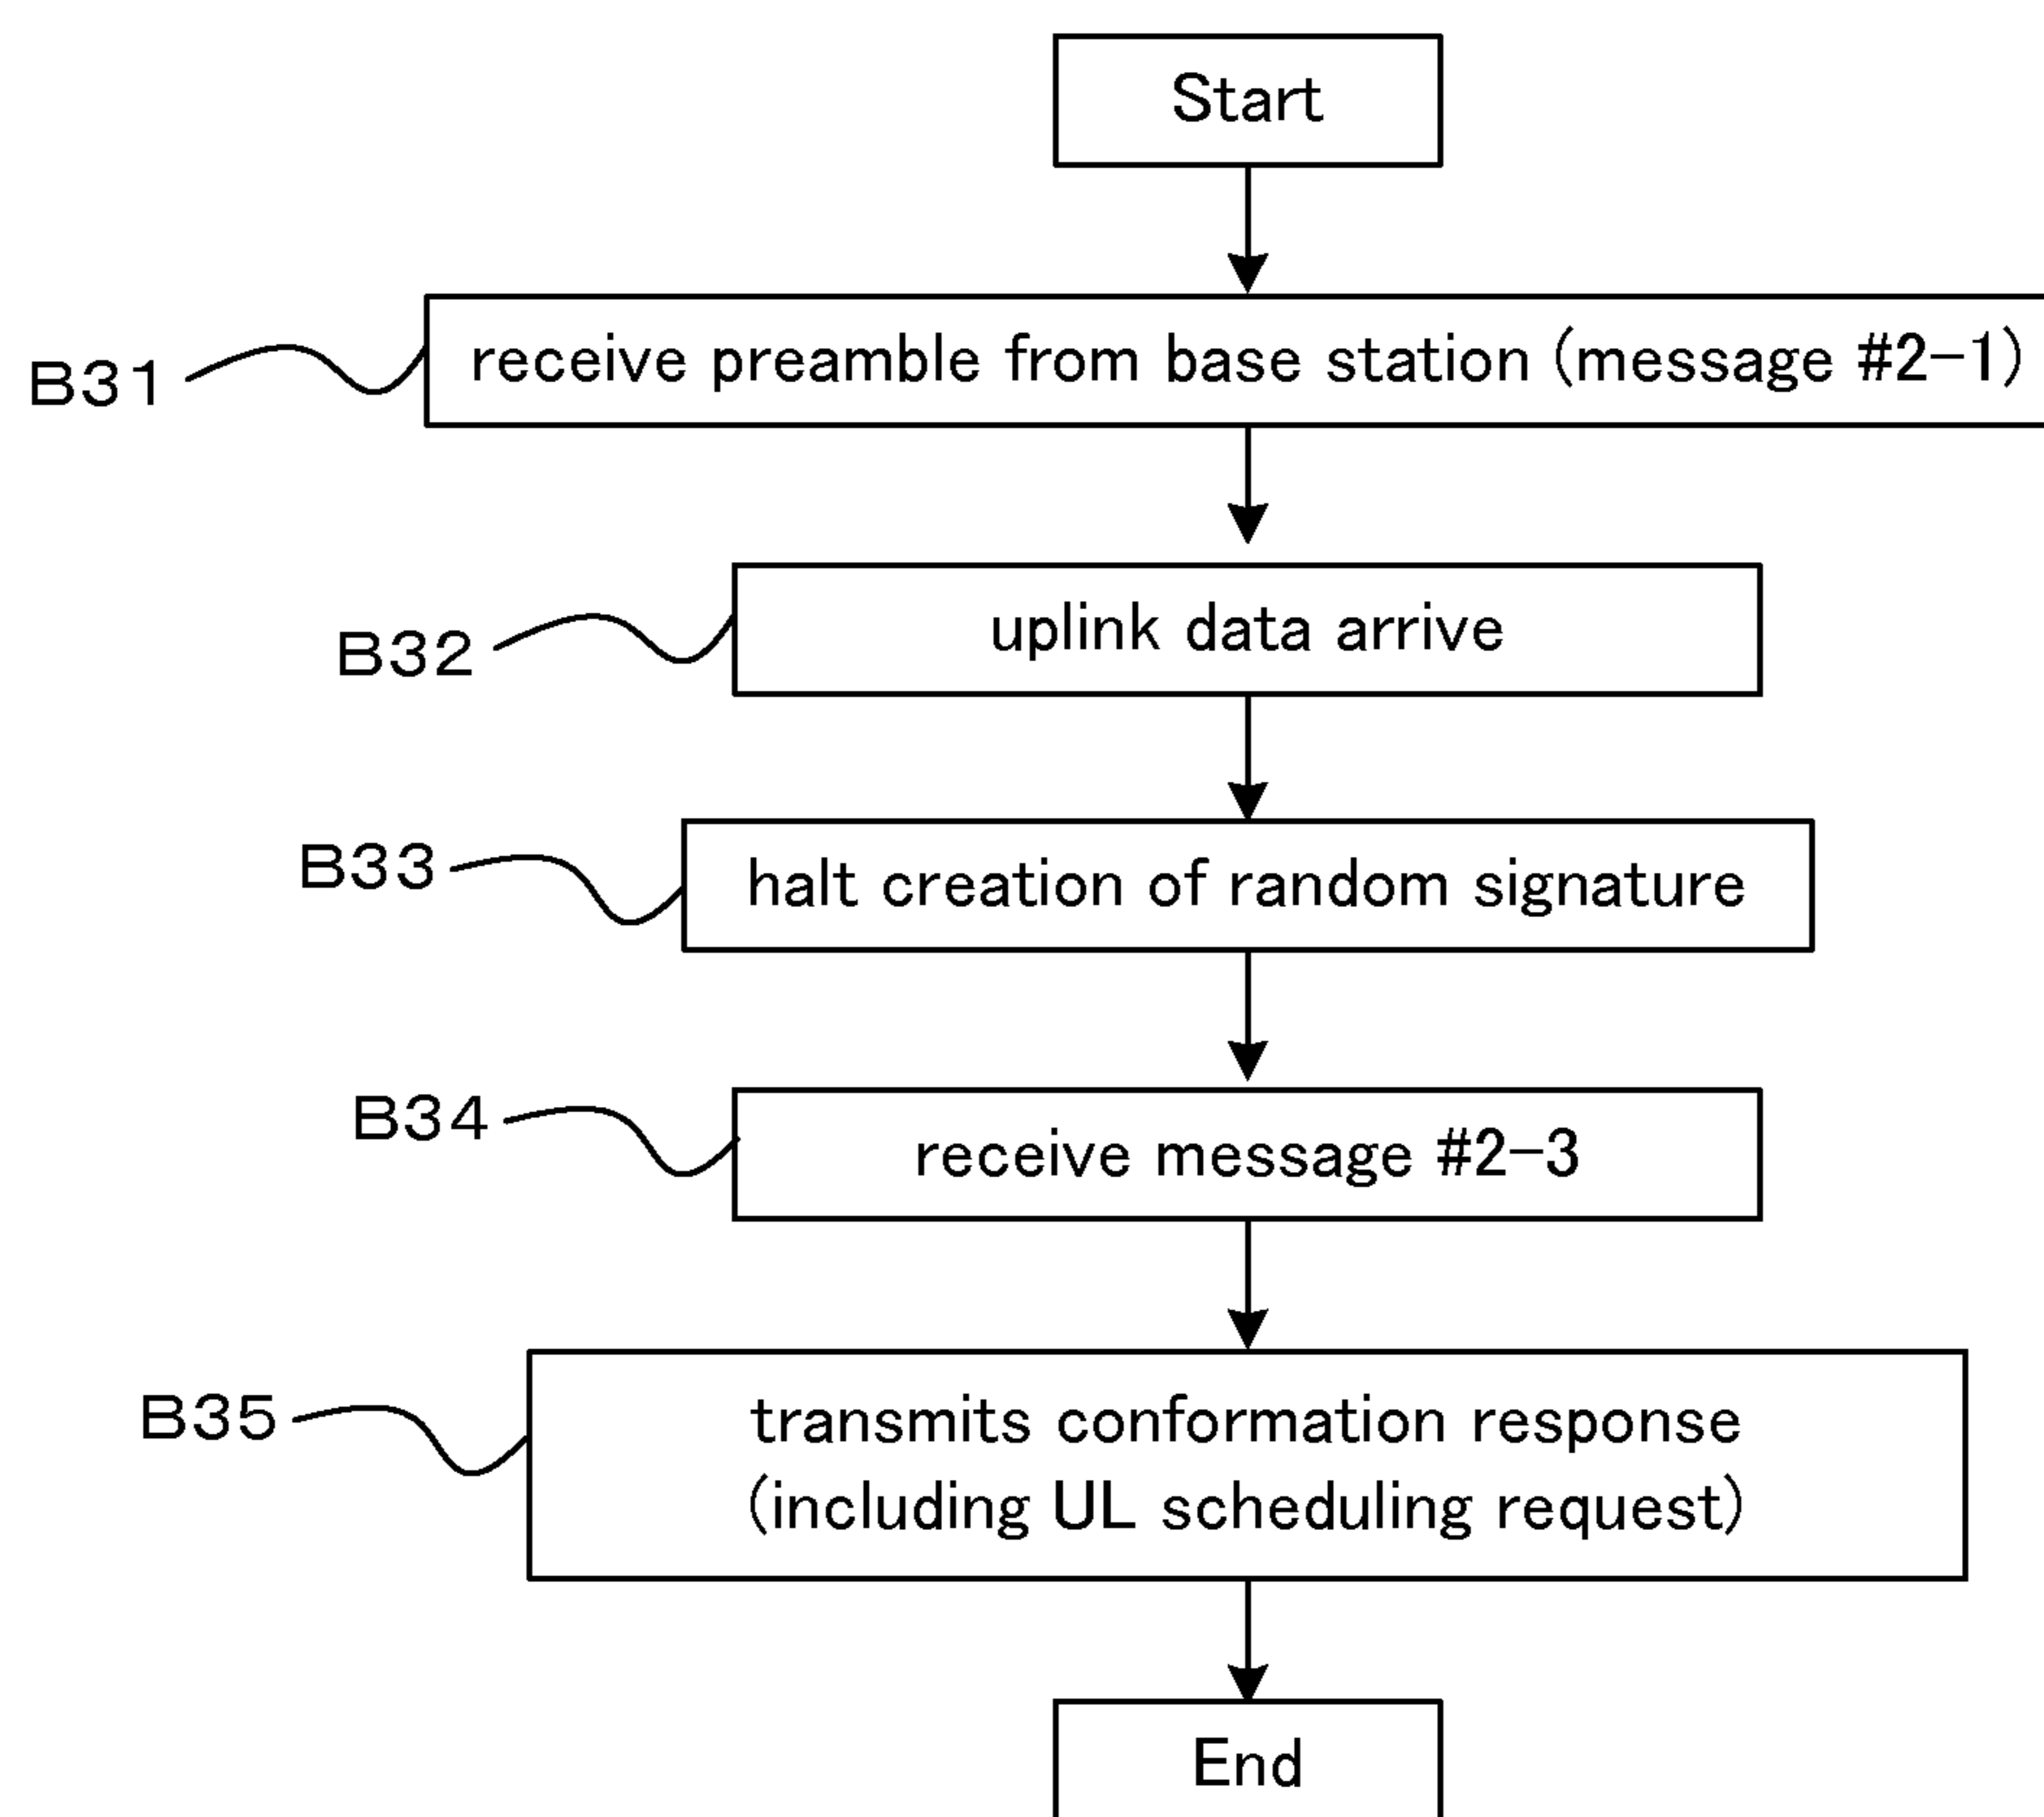 Start
B31
receive preamble from base station (message #2-1)
B32
uplink data arrive
B33
halt creation of random signature
B34
receive message #2-3
B35
transmits conformation response
(including UL scheduling request)
End